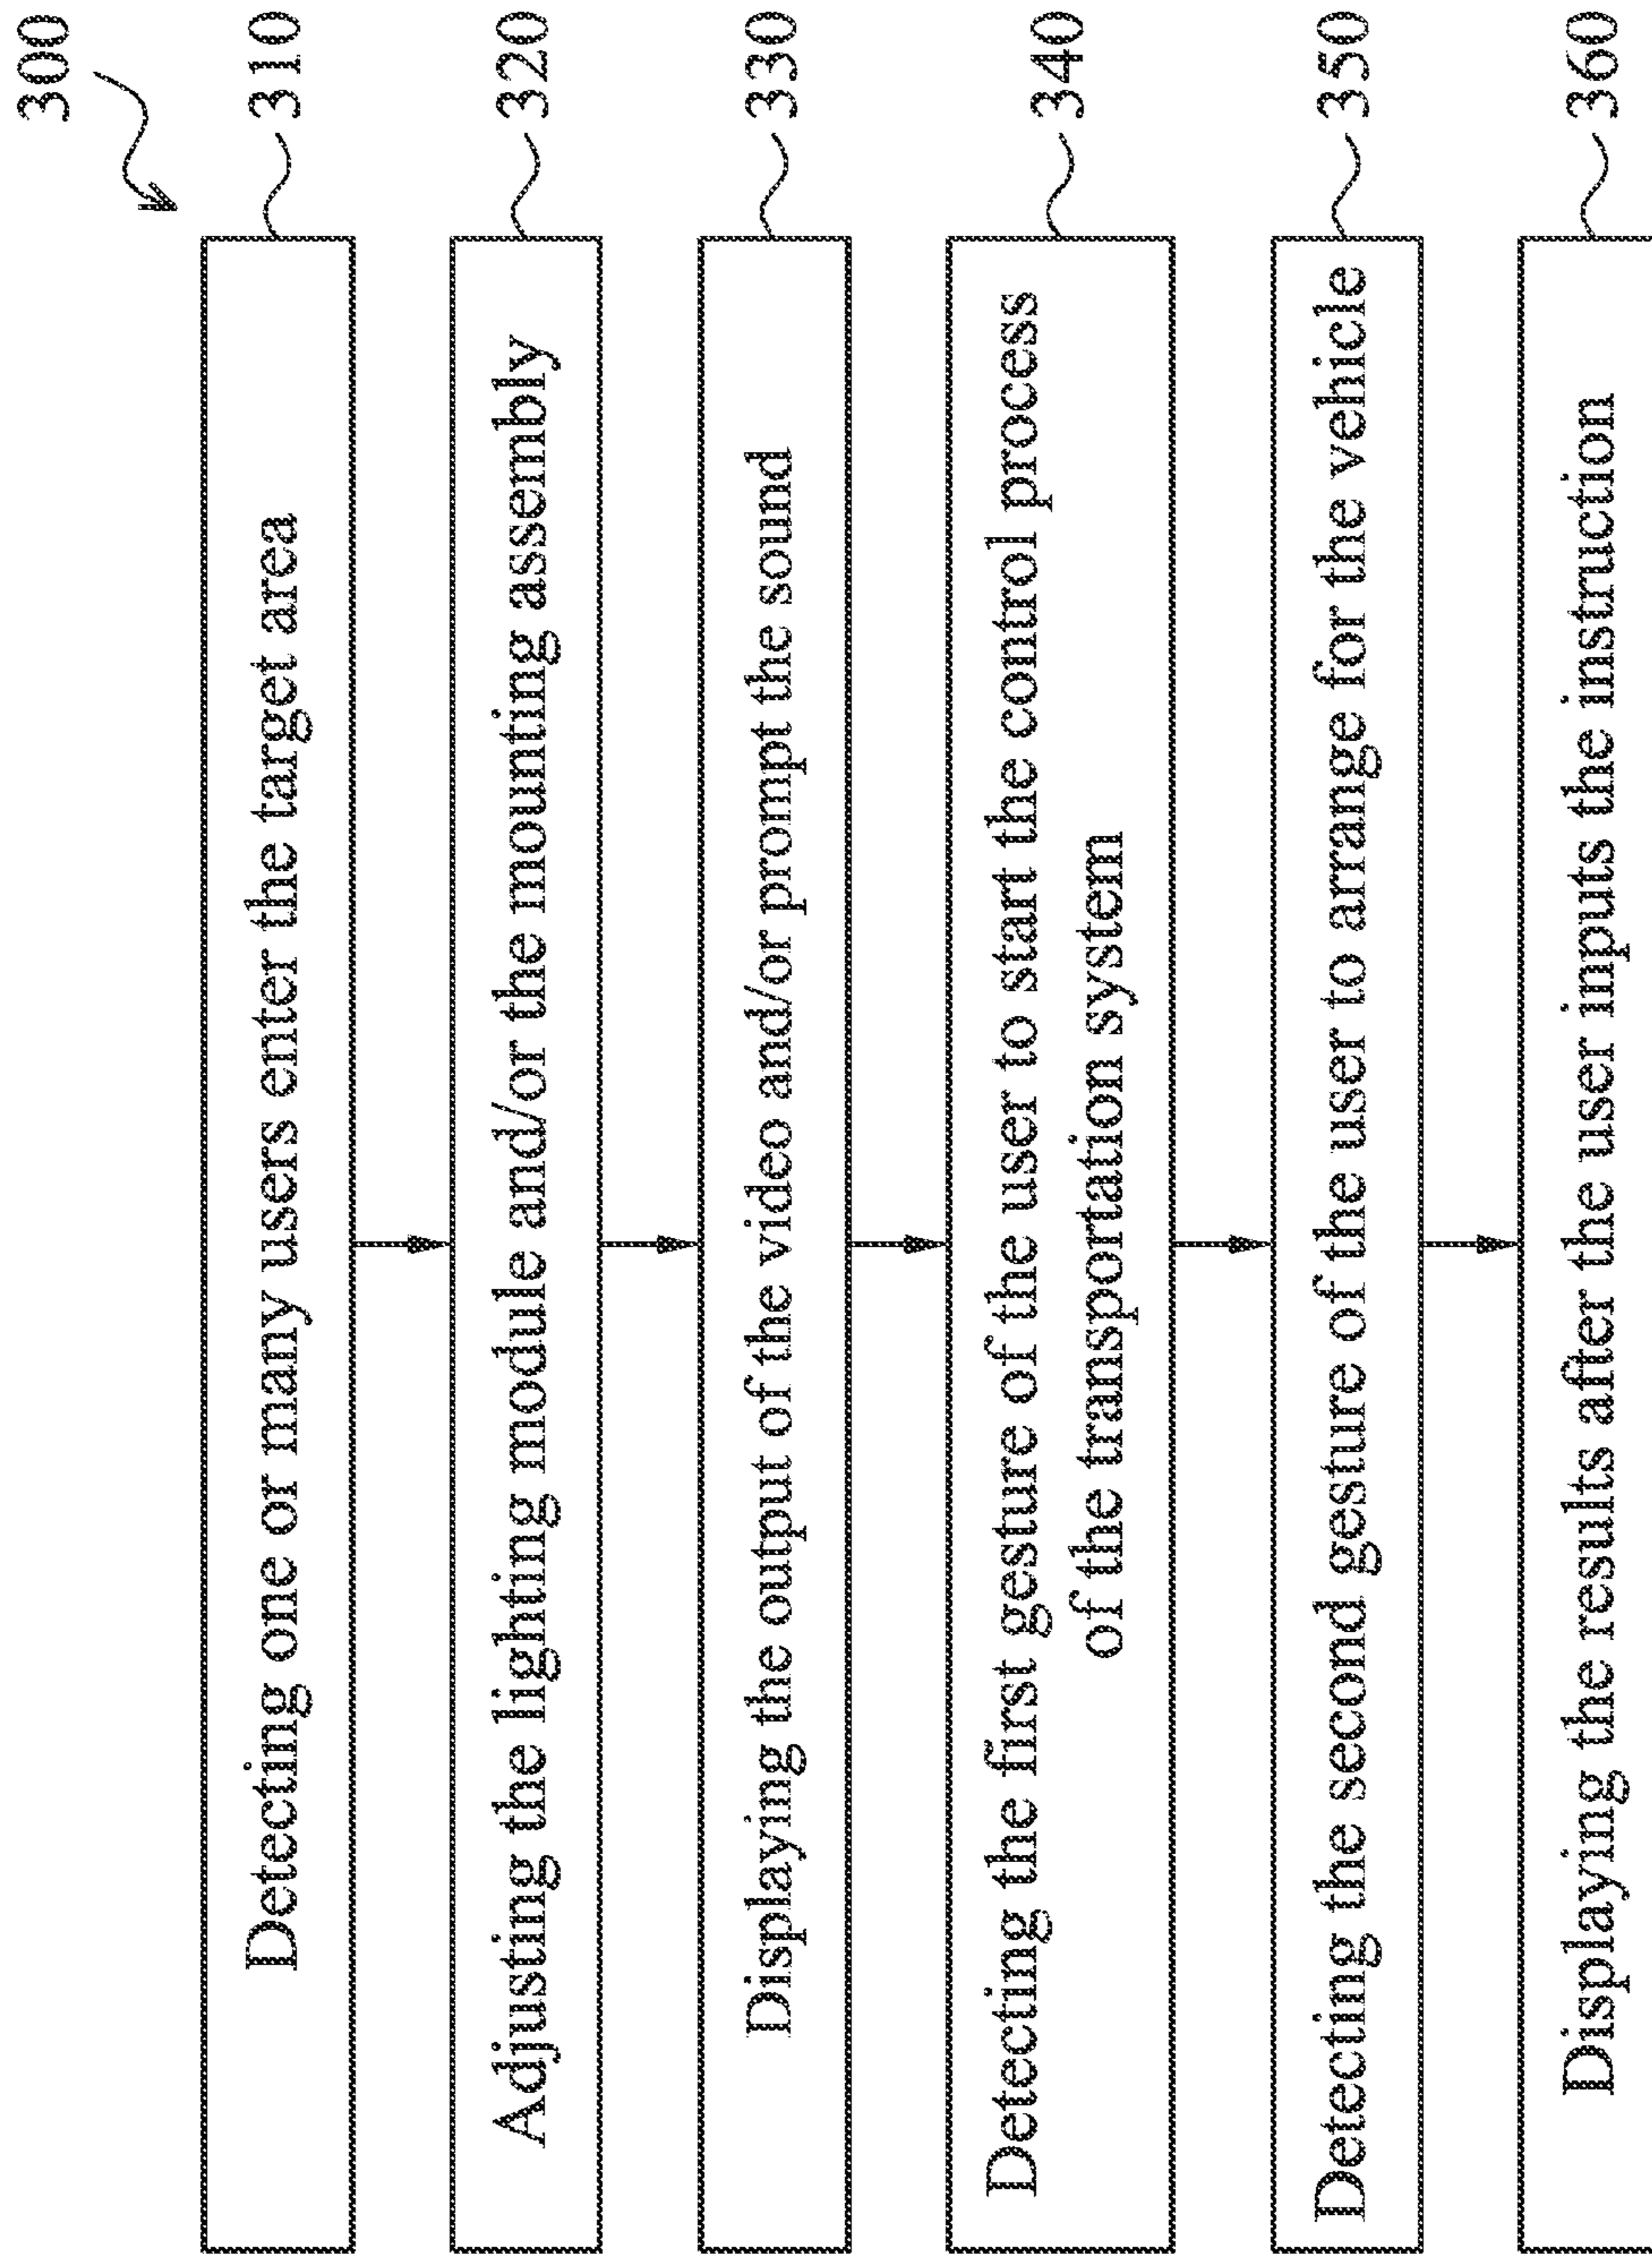 300
Detecting one or many users enter the target area 310
Adjusting the lighting module and/or the mounting assembly 320
Displaying the output of the video and/or prompt the sound 330
Detecting the first gesture of the user to start the control process 340
of the transportation system
Detecting the second gesture of the user to arrange for the vehicle 350
Displaying the results after the user inputs the instruction 360